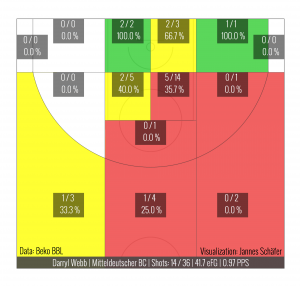 0 / 0
0.0 %
2 / 2
100.0 %
2 / 3
66.7 %
1 / 1
100.0 %
0 / 0
0.0 %
0 / 0
0.0 %
0 / 0
0.0 %
2 / 5
40.0 %
5 / 14
35.7 %
0 / 1
0.0 %
0 / 1
0.0 %
1 / 3
33.3 %
1 / 4
25.0 %
0 / 2
0.0 %
Data: Beko BBL
Visualization: Jannes Schäfer
Darryl Webb | Mitteldeutscher BC | Shots: 14 / 36 | 41.7 eFG | 0.97 PPS